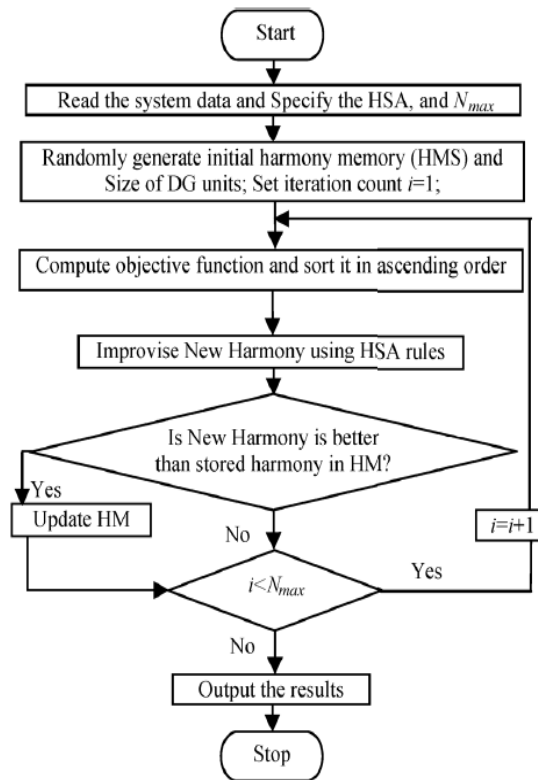 Start
Read the system data and Specify the HSA, and Nmax
Randomly generate initial harmony memory (HMS) and
Size of DG units; Set iteration count i=1;
Compute objective function and sort it in ascending order
Improvise New Harmony using HSA rules
Is New Harmony is better
than stored harmony in HM?
Yes
Update HM
No
i=i+1
i<Nmax
Yes
No
Output the results
Stop